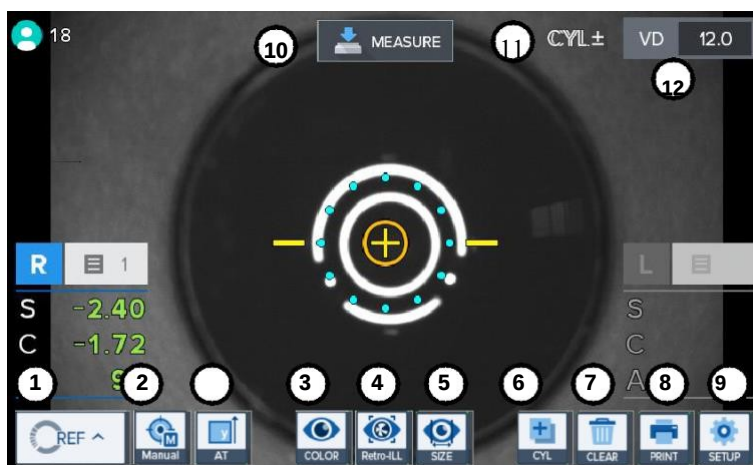 18
10
MEASURE
11
CYL±
VD 12.0
12
R 1
L
S -2.40
S
C -1.72
C
9
A
1
2
3
4
5
6
7
8
9
REF
Manual
M
y
AT
COLOR
Retro-ILL
SIZE
CYL
CLEAR
PRINT
SETUP